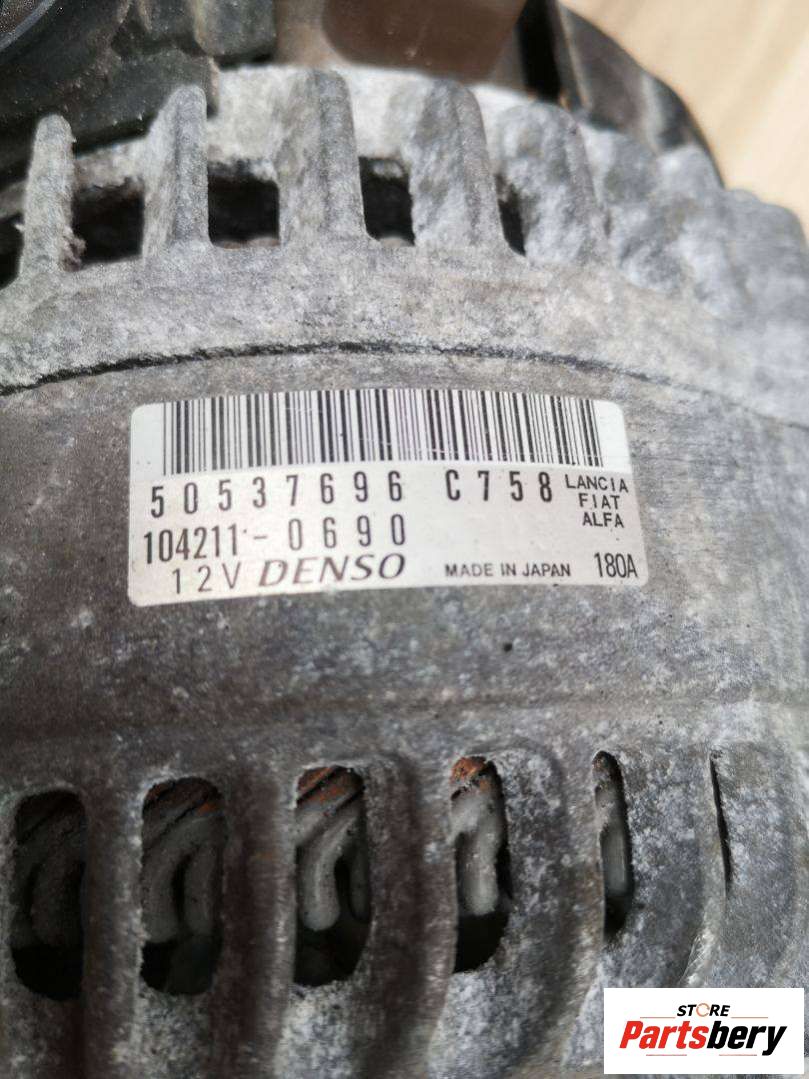 50537696 C758 LANCIA
FIAT
ALFA
104211-0690
12V DENSO MADE IN JAPAN 180A
STORE
Partsbery